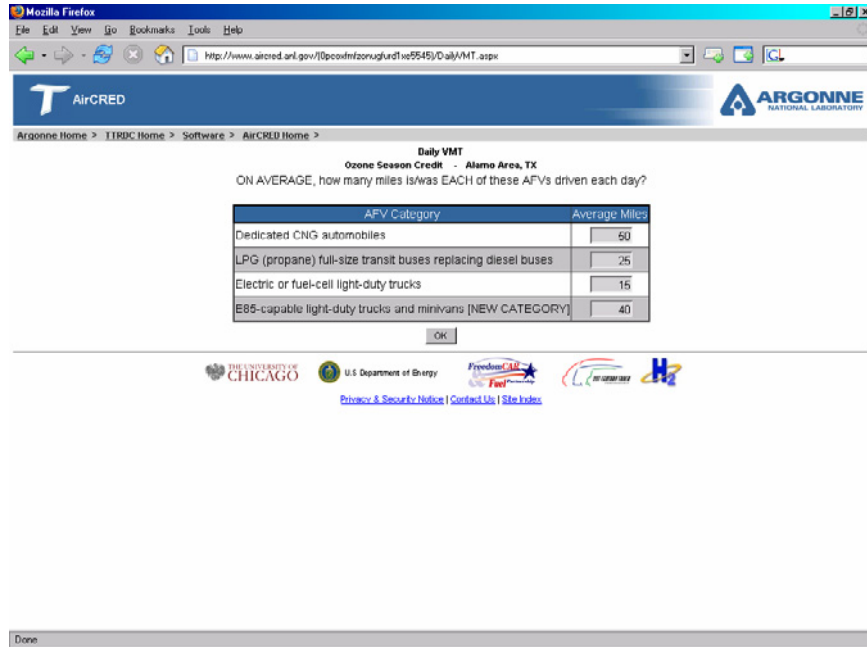 Mozilla Firefox
File Edit View Go Bookmarks Tools Help
AirCRED
ARGONNE
NATIONAL LABORATORY
Argonne Home > TTRDC Home > Software > AirCRED Home >
Daily VMT
Ozone Season Credit - Alamo Area, TX
ON AVERAGE, how many miles is/was EACH of these AFVs driven each day?
AFV Category Average Miles
Dedicated CNG automobiles 50
LPG (propane) full-size transit buses replacing diesel buses 25
Electric or fuel-cell light-duty trucks 15
E85-capable light-duty trucks and minivans [NEW CATEGORY] 40
OK
THE UNIVERSITY OF
CHICAGO
U.S Department of Energy
FreedomCAR
& Fuel Partnership
H2
Privacy & Security Notice | Contact Us | Site Index
Done